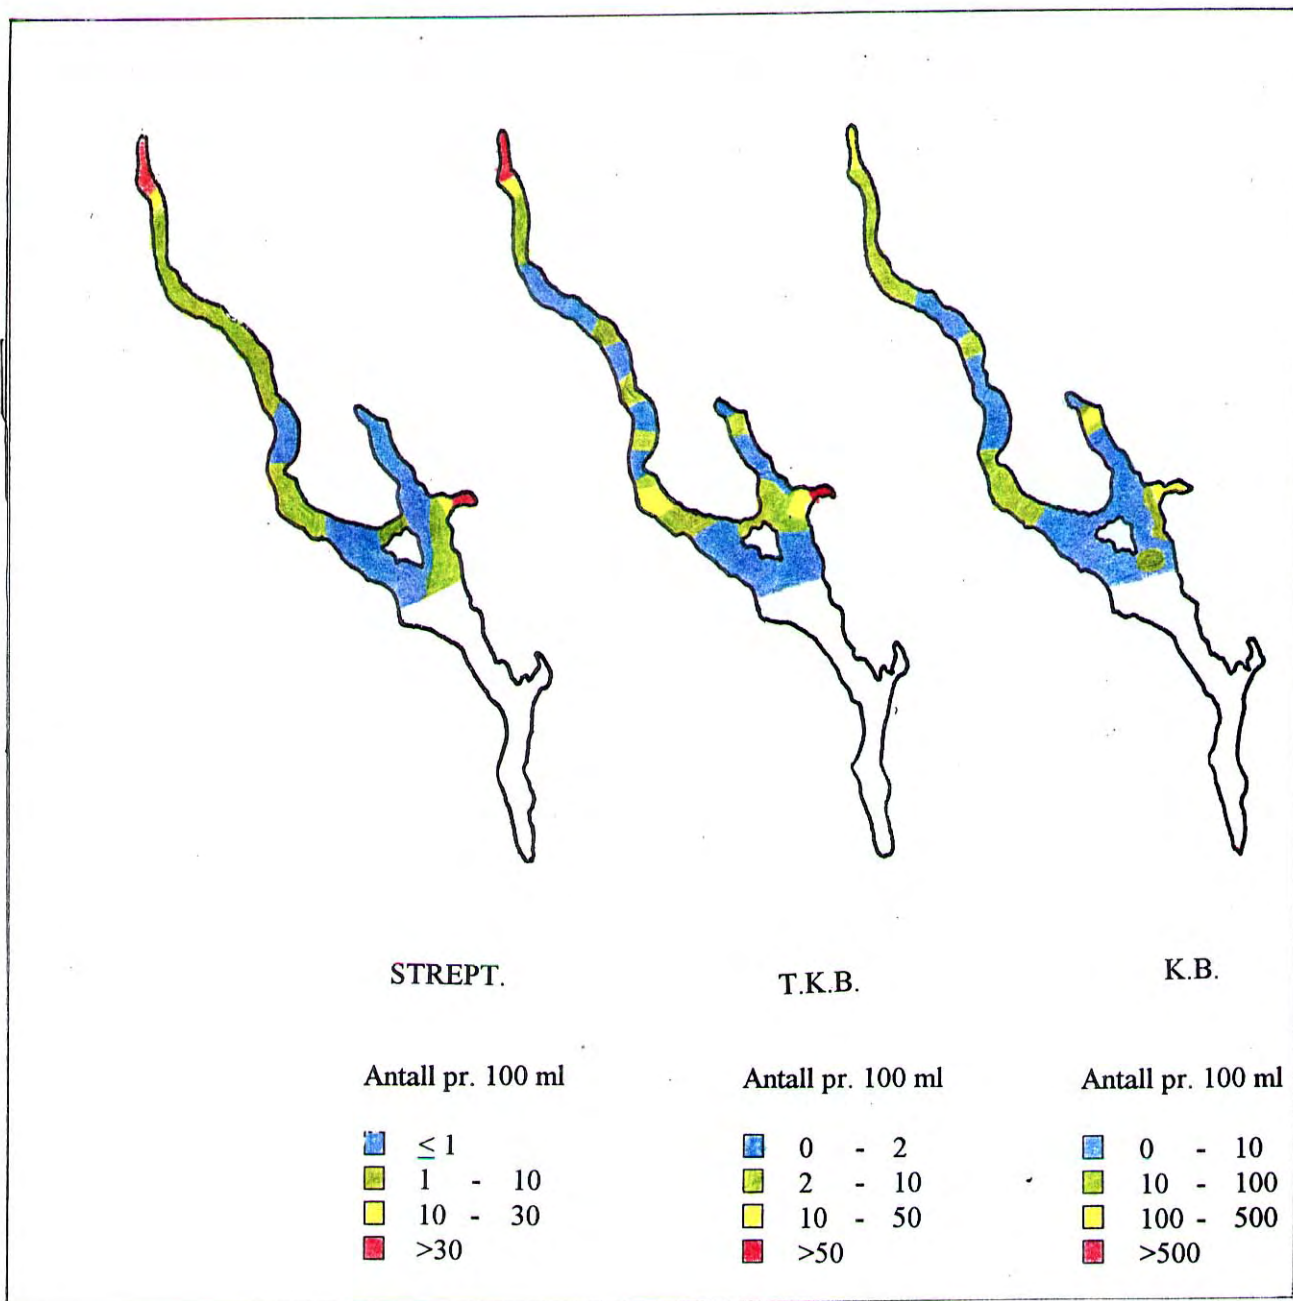 STREPT.
Antall pr. 100 ml
≤ 1
1 - 10
10 - 30
>30
T.K.B.
Antall pr. 100 ml
0 - 2
2 - 10
10 - 50
>50
K.B.
Antall pr. 100 ml
0 - 10
10 - 100
100 - 500
>500